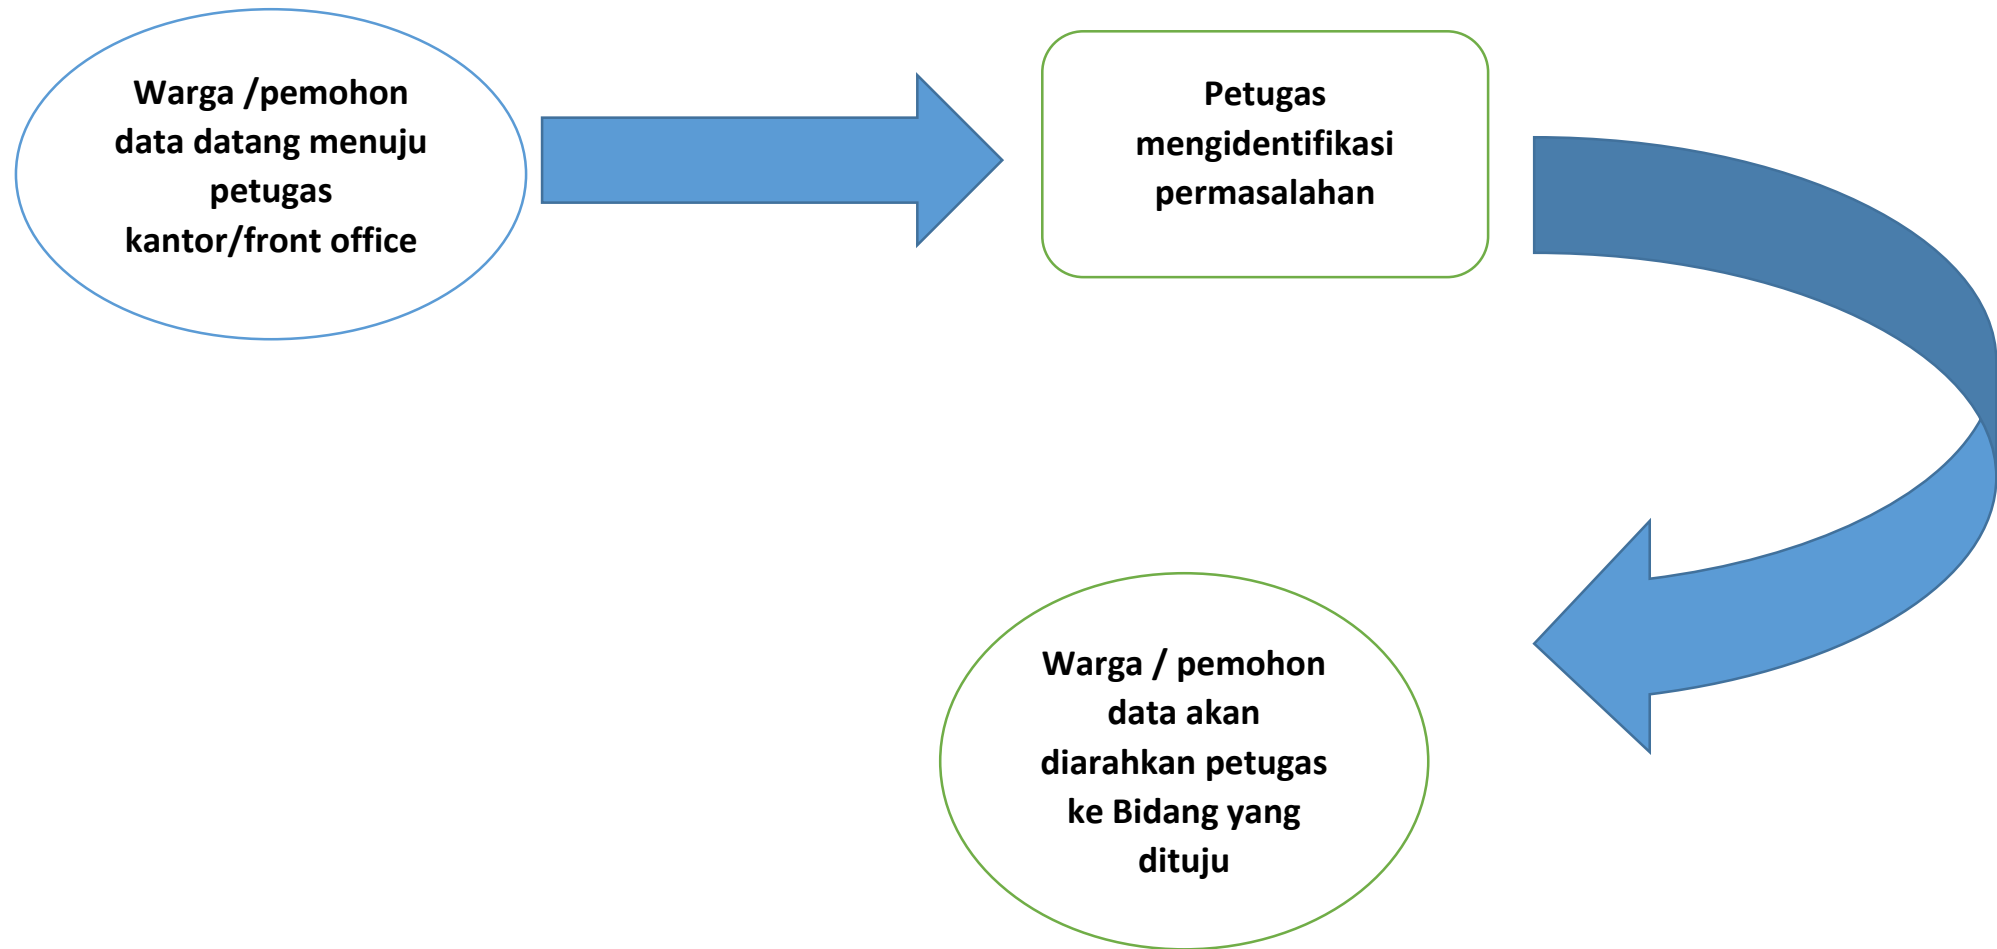 Warga /pemohon
data datang menuju
petugas
kantor/front office
Petugas
mengidentifikasi
permasalahan
Warga / pemohon
data akan
diarahkan petugas
ke Bidang yang
dituju